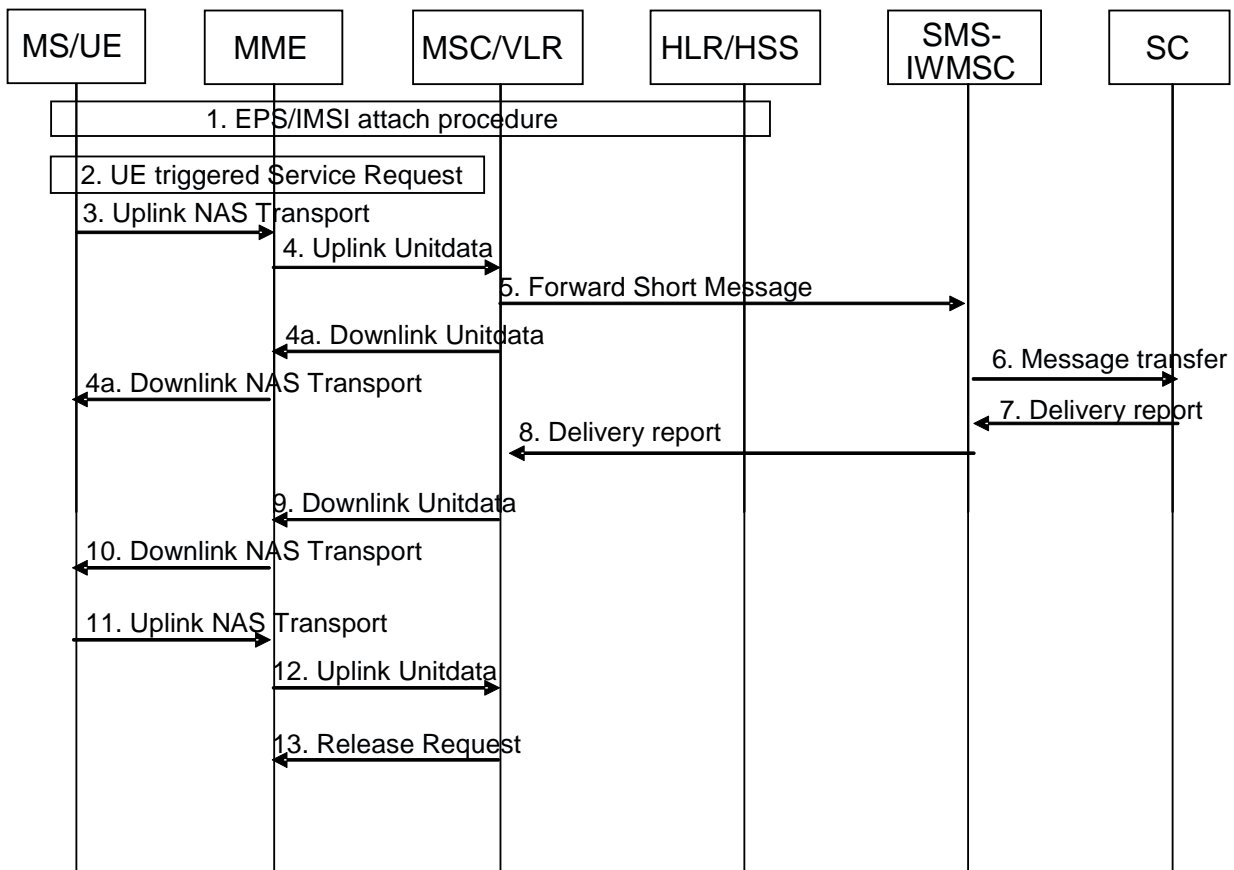 MS/UE
MME
MSC/VLR
HLR/HSS
SMS-
IWMSC
SC
1. EPS/IMSI attach procedure
2. UE triggered Service Request
3. Uplink NAS Transport
4. Uplink Unitdata
5. Forward Short Message
4a. Downlink Unitdata
6. Message transfer
4a. Downlink NAS Transport
7. Delivery report
8. Delivery report
9. Downlink Unitdata
10. Downlink NAS Transport
11. Uplink NAS Transport
12. Uplink Unitdata
13. Release Request